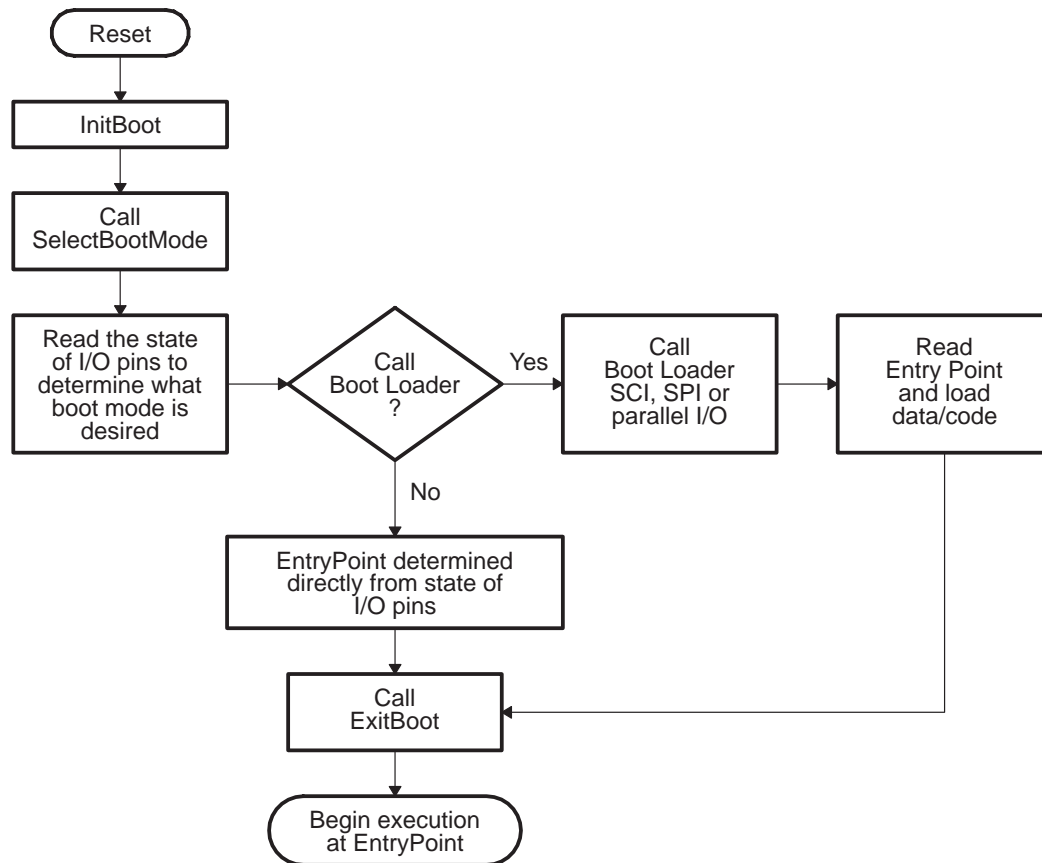 Reset
InitBoot
Call
SelectBootMode
Read the state
of I/O pins to
determine what
boot mode is
desired
Call
Boot Loader
?
Yes
Call
Boot Loader
SCI, SPI or
parallel I/O
Read
Entry Point
and load
data/code
No
EntryPoint determined
directly from state of
I/O pins
Call
ExitBoot
Begin execution
at EntryPoint